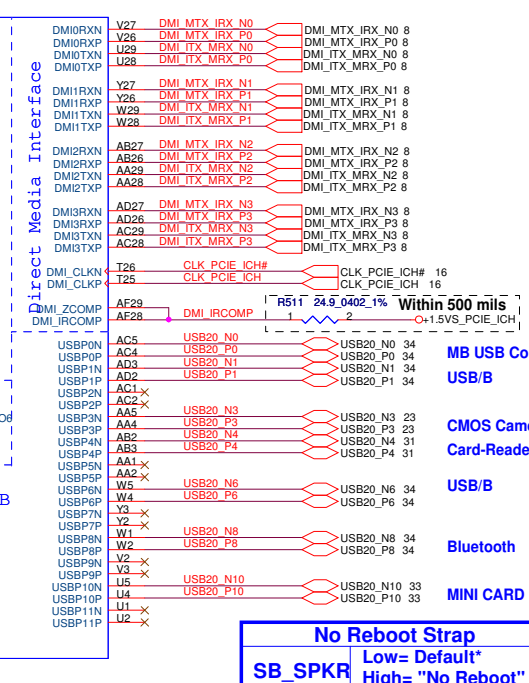 Direct Media Interface
DMI0RXN V27 DMI_MTX_IRX_N0 DMI_MTX_IRX_N0 8
DMI0RXP V26 DMI_MTX_IRX_P0 DMI_MTX_IRX_P0 8
DMI0TXN U29 DMI_ITX_MRX_N0 DMI_ITX_MRX_N0 8
DMI0TXP U28 DMI_ITX_MRX_P0 DMI_ITX_MRX_P0 8
DMI1RXN Y27 DMI_MTX_IRX_N1 DMI_MTX_IRX_N1 8
DMI1RXP Y26 DMI_MTX_IRX_P1 DMI_MTX_IRX_P1 8
DMI1TXN W29 DMI_ITX_MRX_N1 DMI_ITX_MRX_N1 8
DMI1TXP W28 DMI_ITX_MRX_P1 DMI_ITX_MRX_P1 8
DMI2RXN AB27 DMI_MTX_IRX_N2 DMI_MTX_IRX_N2 8
DMI2RXP AB26 DMI_MTX_IRX_P2 DMI_MTX_IRX_P2 8
DMI2TXN AA29 DMI_ITX_MRX_N2 DMI_ITX_MRX_N2 8
DMI2TXP AA28 DMI_ITX_MRX_P2 DMI_ITX_MRX_P2 8
DMI3RXN AD27 DMI_MTX_IRX_N3 DMI_MTX_IRX_N3 8
DMI3RXP AD26 DMI_MTX_IRX_P3 DMI_MTX_IRX_P3 8
DMI3TXN AC29 DMI_ITX_MRX_N3 DMI_ITX_MRX_N3 8
DMI3TXP AC28 DMI_ITX_MRX_P3 DMI_ITX_MRX_P3 8
DMI_CLKN T26 CLK_PCIE_ICH# CLK_PCIE_ICH# 16
DMI_CLKP T25 CLK_PCIE_ICH CLK_PCIE_ICH 16
R511 24.9_0402_1% Within 500 mils
DMI_ZCOMP AF29
DMI_IRCOMP AF28 DMI_IRCOMP 1 2 +1.5VS_PCIE_ICH
USBP0N AC5 USB20_N0 USB20_N0 34
USBP0P AC4 USB20_P0 USB20_P0 34 MB USB Co
USBP1N AD3 USB20_N1 USB20_N1 34
USBP1P AD2 USB20_P1 USB20_P1 34 USB/B
USBP2N AC1
USBP2P AC2
USBP3N AA5 USB20_N3 USB20_N3 23
USBP3P AA4 USB20_P3 USB20_P3 23 CMOS Came
USBP4N AB2 USB20_N4 USB20_N4 31
USBP4P AB3 USB20_P4 USB20_P4 31 Card-Reade
USBP5N AA1
USBP5P AA2
USBP6N W5 USB20_N6 USB20_N6 34 USB/B
USBP6P W4 USB20_P6 USB20_P6 34
USBP7N Y3
USBP7P Y2
USBP8N W1 USB20_N8 USB20_N8 34
USBP8P W2 USB20_P8 USB20_P8 34 Bluetooth
USBP9N V2
USBP9P V3
USBP10N U5 USB20_N10 USB20_N10 33
USBP10P U4 USB20_P10 USB20_P10 33 MINI CARD
USBP11N U1
USBP11P U2
B
No Reboot Strap
SB_SPKR Low= Default*
High= "No Reboot"